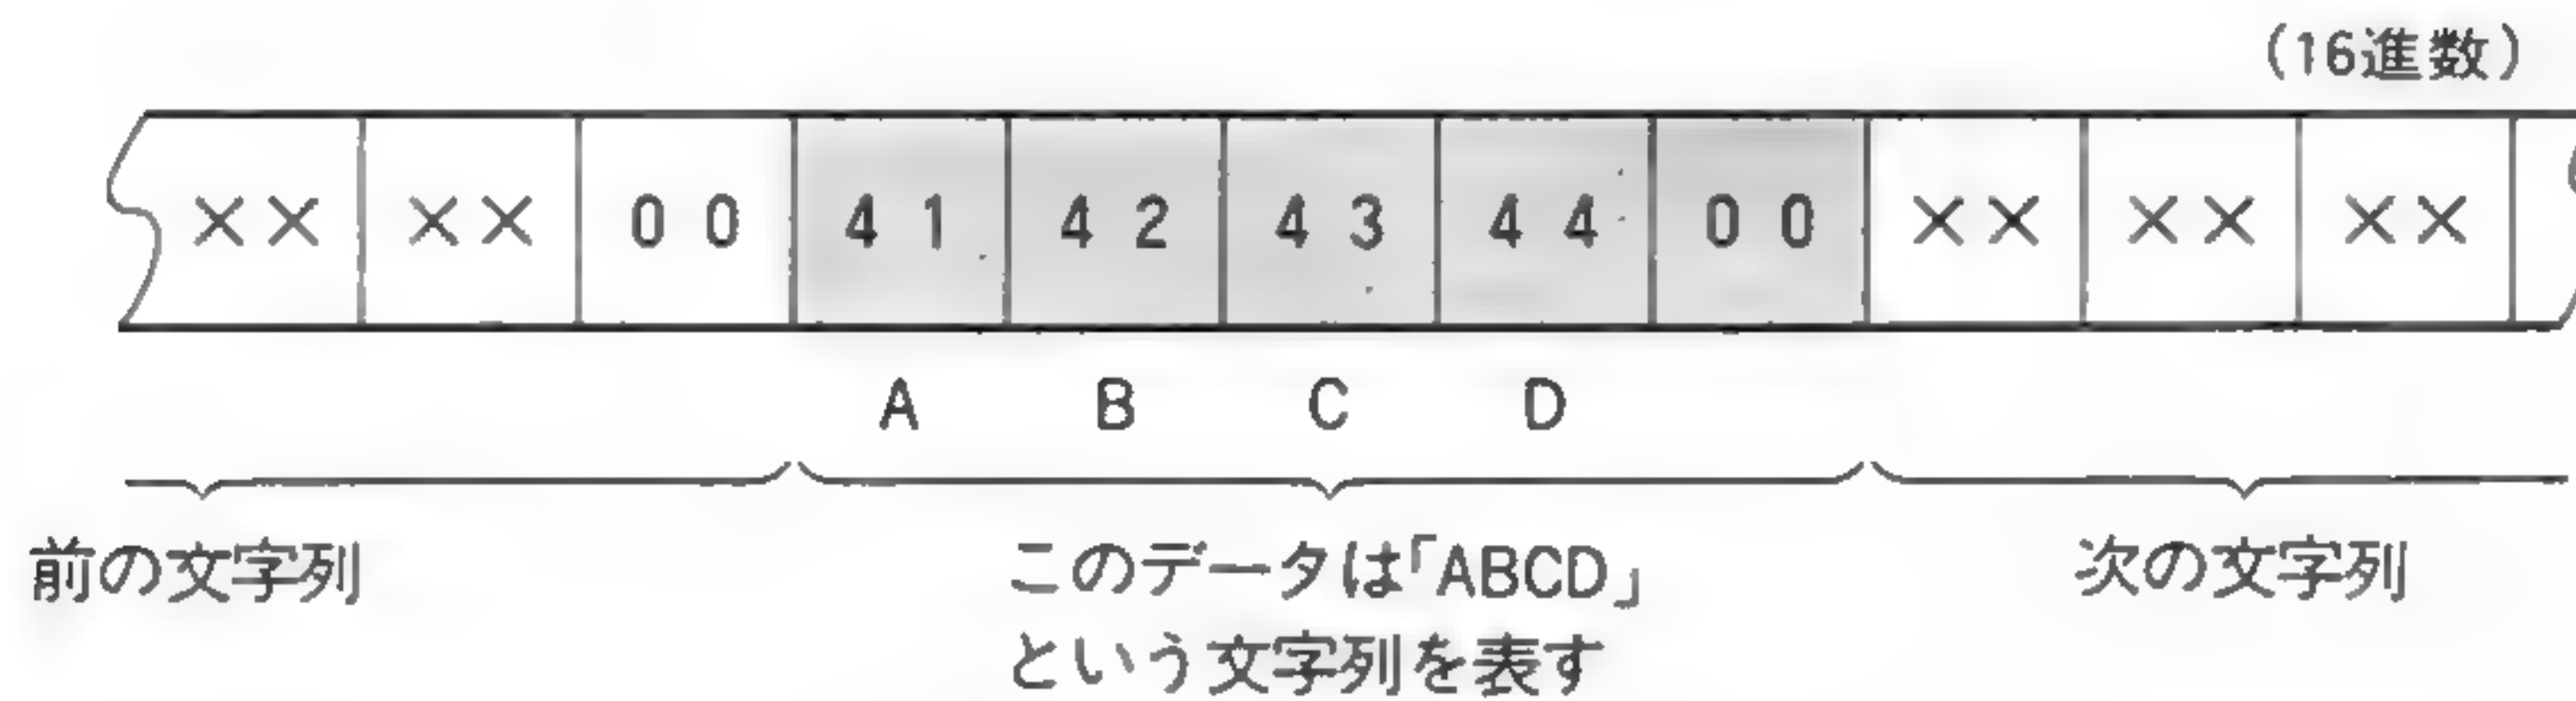 (16進数)
×× ×× 00 41 42 43 44 00 ×× ×× ××
A B C D
前の文字列 このデータは「ABCD」 次の文字列
という文字列を表す